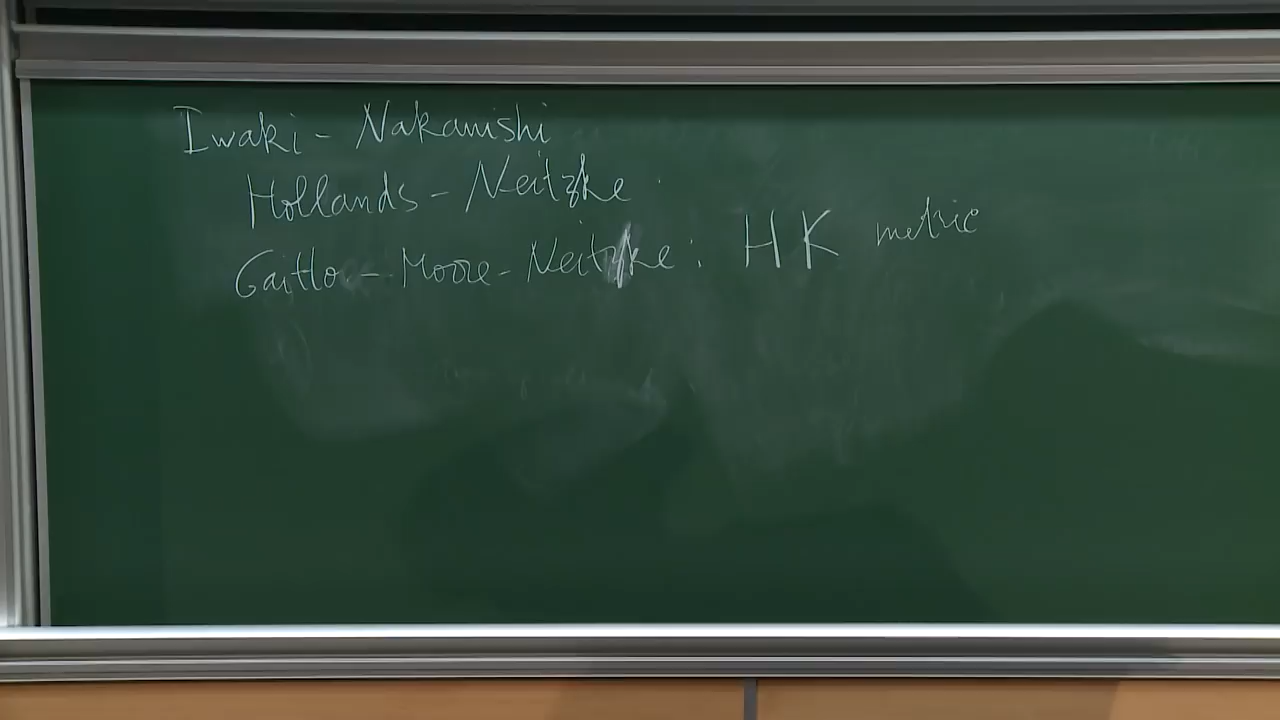 Iwaki - Nakanishi
Hollands - Neitzke
Gaitto - Moore - Neitzke : HK metric